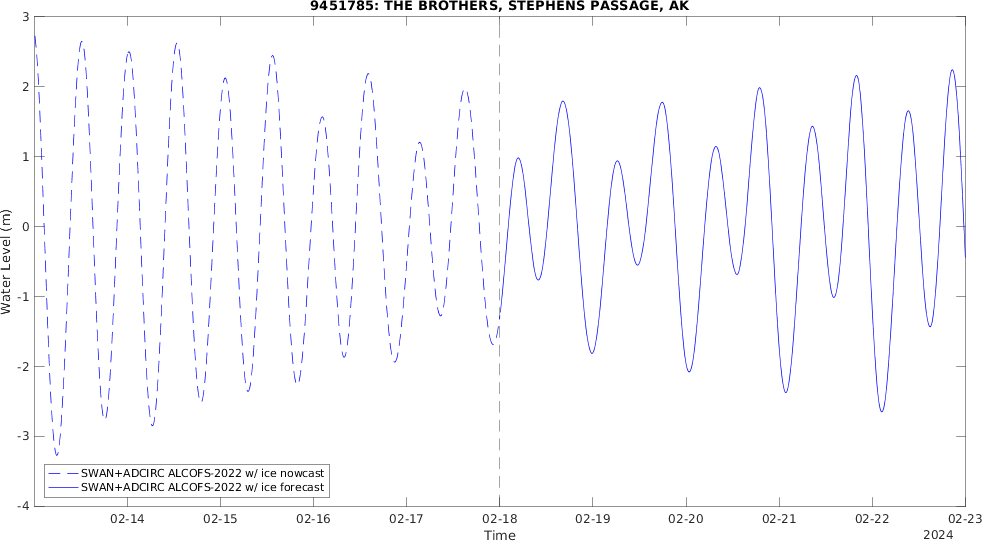 9451785: THE BROTHERS, STEPHENS PASSAGE, AK
3
2
1
0
-1
-2
-3
-4
Water Level (m)
SWAN+ADCIRC ALCOFS-2022 w/ ice nowcast
SWAN+ADCIRC ALCOFS-2022 w/ ice forecast
02-14 02-15 02-16 02-17 02-18 02-19 02-20 02-21 02-22 02-23
Time
2024